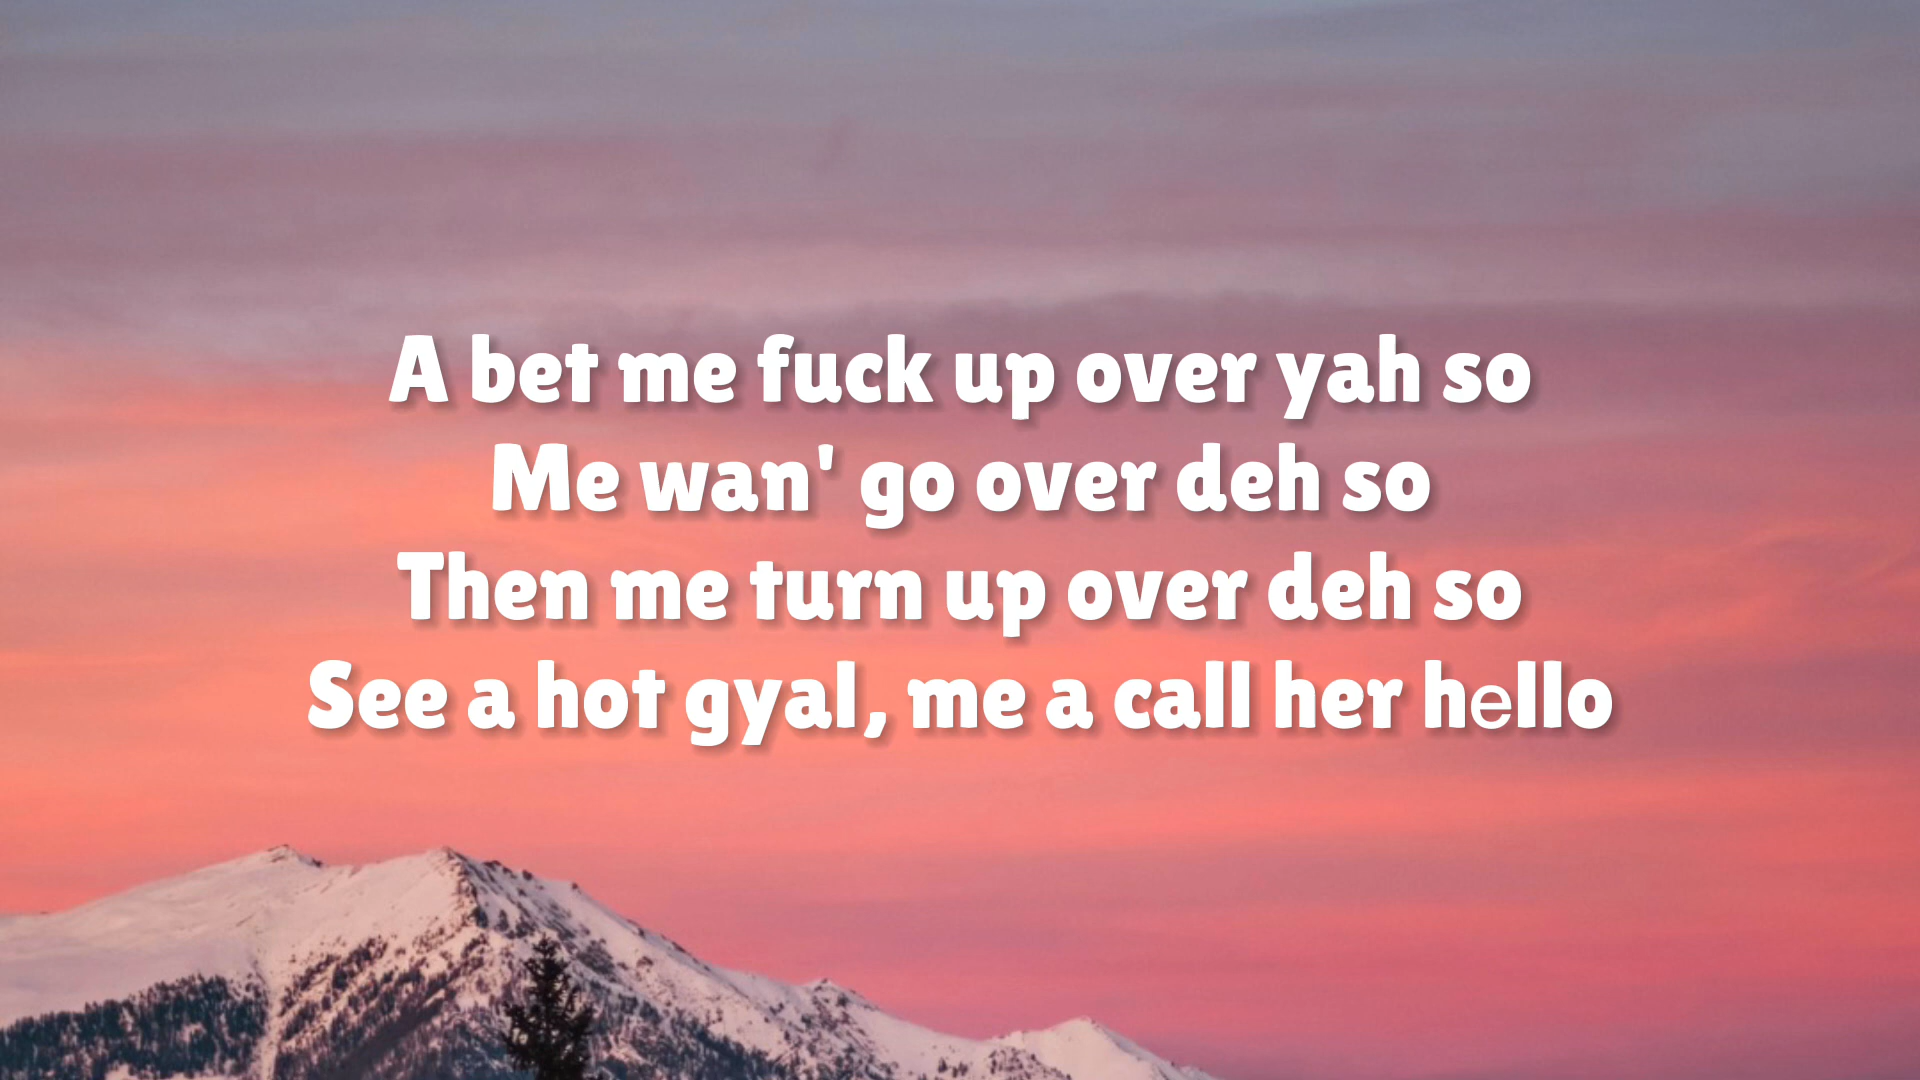 A bet me fuck up over yah so
Me wan' go over deh so
Then me turn up over deh so
See a hot gyal, me a call her hеllo